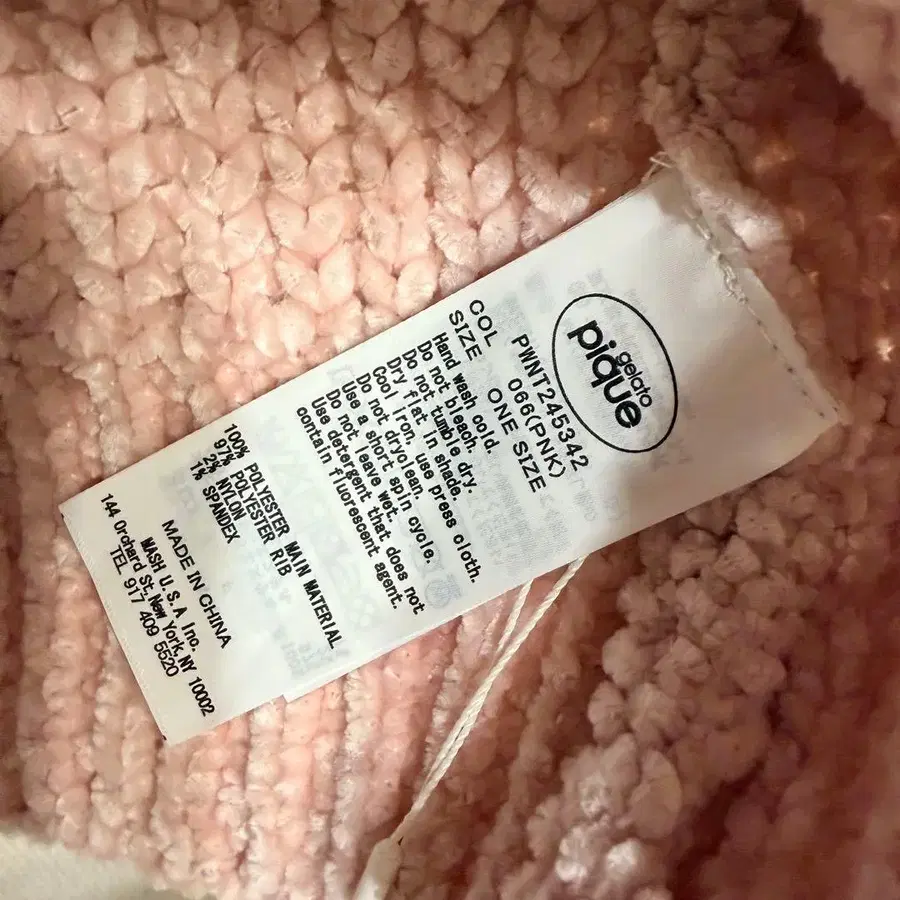 gelato
pique
PWNT245342
COL 066(PNK)
SIZE ONE SIZE
Hand wash cold.
Do not bleach.
Do not tumble dry.
Dry flat in shade.
Cool iron, use press cloth.
Do not dryclean.
Use a short spin cycle.
Do not leave wet.
Use detergent that does not
contain fluorescent agent.
100% POLYESTER MAIN MATERIAL
97% POLYESTER RIB
2% NYLON
1% SPANDEX
MADE IN CHINA
MASH U.S.A Inc.
144 Orchard St, New York, NY 10002
TEL 917 409 5520